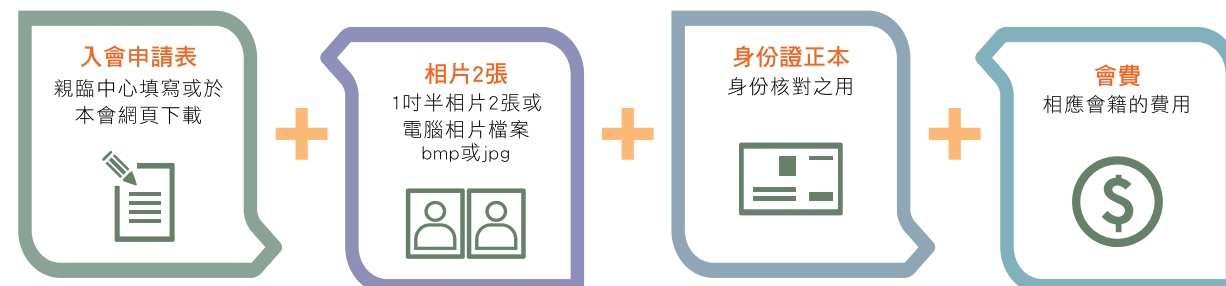 入會申請表
親臨中心填寫或於
本會網頁下載
相片2張
1吋半相片2張或
電腦相片檔案
bmp或jpg
身份證正本
身份核對之用
會費
相應會籍的費用
$